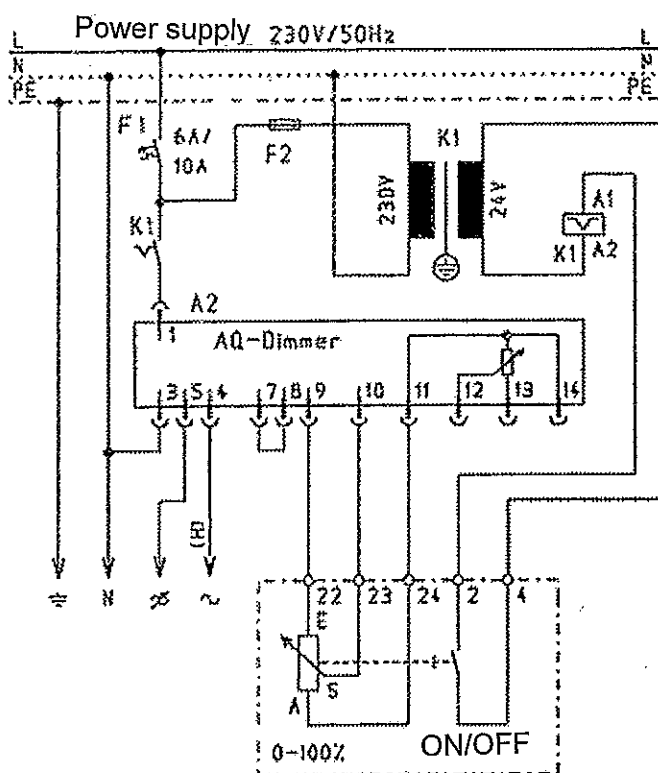 Power supply 230V/50Hz
L L
N N
PE PE
F1 6A/
10A
F2
K1
230V
24V
A1
K1 A2
K1
A2
1
AQ-Dimmer
3 5 4 7 8 9 10 11 12 13 14
(H)
N
22 23 24 2 4
E
S
A
0-100% ON/OFF